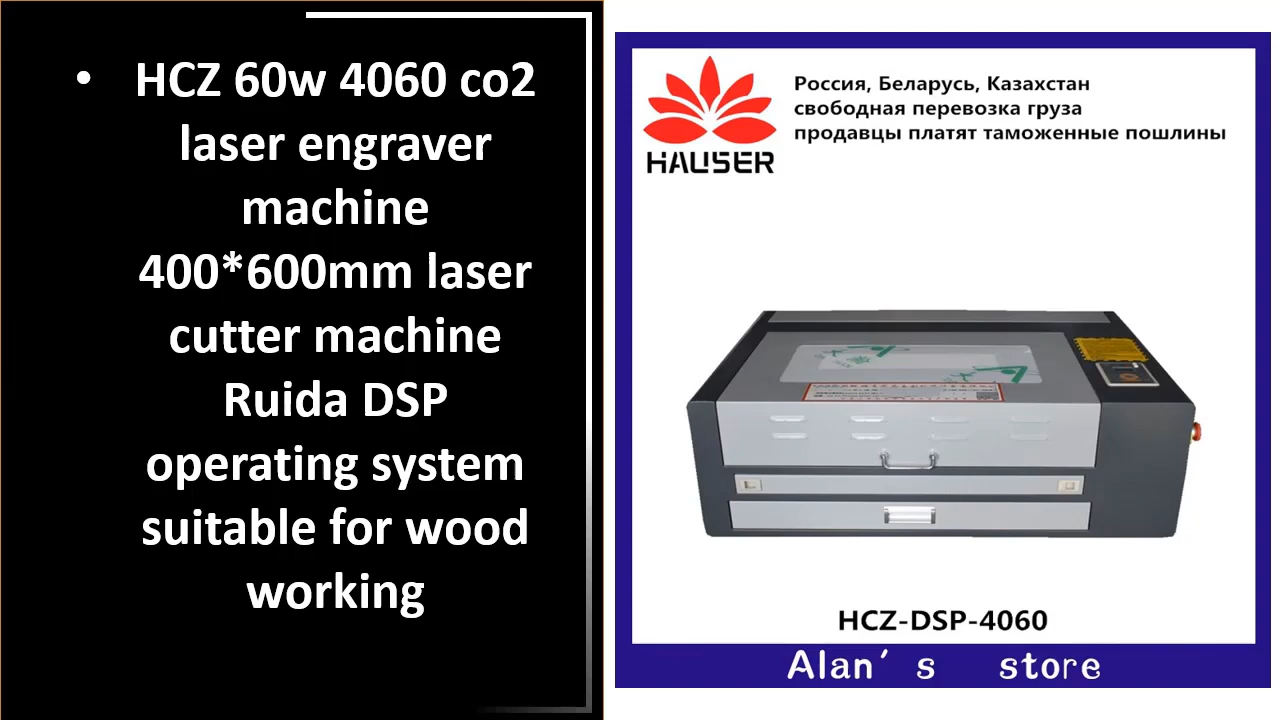 • HCZ 60w 4060 co2
laser engraver
machine
400*600mm laser
cutter machine
Ruida DSP
operating system
suitable for wood
working
HAUSER
Россия, Беларусь, Казахстан
свободная перевозка груза
продавцы платят таможенные пошлины
HCZ-DSP-4060
Alan's store